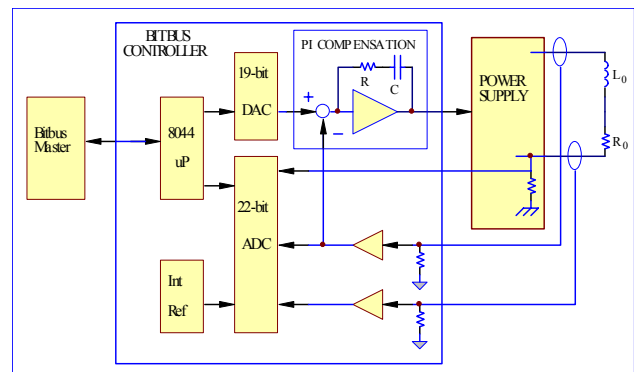 BITBUS
CONTROLLER
PI COMPENSATION
19-bit
DAC
+
−
R
C
POWER
SUPPLY
L0
R0
Bitbus
Master
8044
uP
22-bit
ADC
Int
Ref